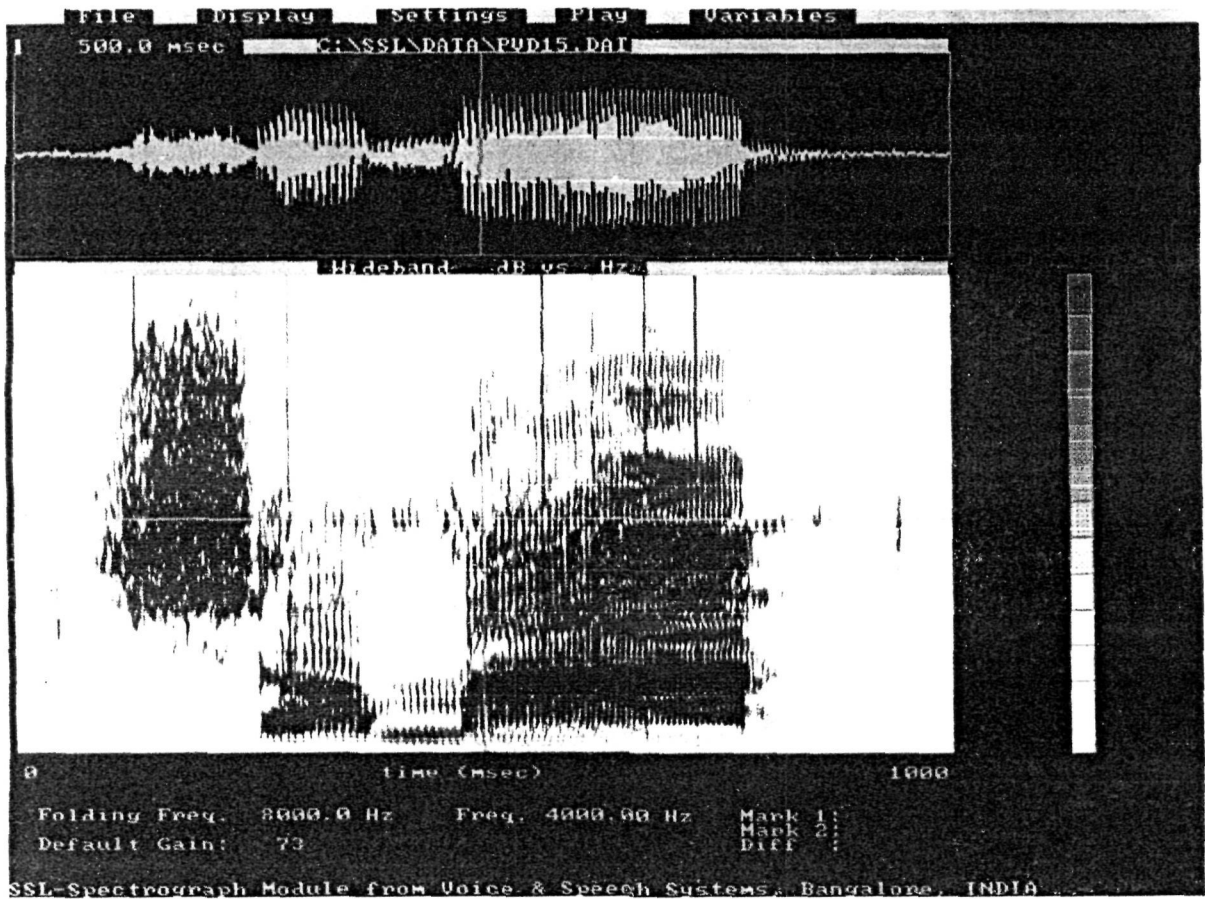 File Display Settings Play Variables
500.0 msec C:\SSL\DATA\PVD15.DAT
Wideband dB vs Hz
0 time (msec) 1000
Folding Freq. 8000.0 Hz Freq. 4000.00 Hz Mark 1:
Mark 2:
Default Gain: 73 Diff :
SSL-Spectrograph Module from Voice & Speech Systems, Bangalore, INDIA